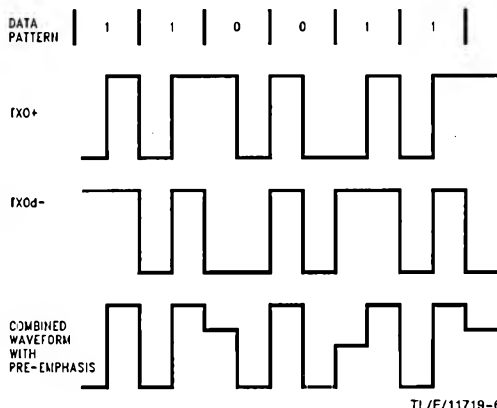 DATA
PATTERN
1 1 0 0 1 1
TXO+
TXOd-
COMBINED
WAVEFORM
WITH
PRE-EMPHASIS
TL/F/11719-6